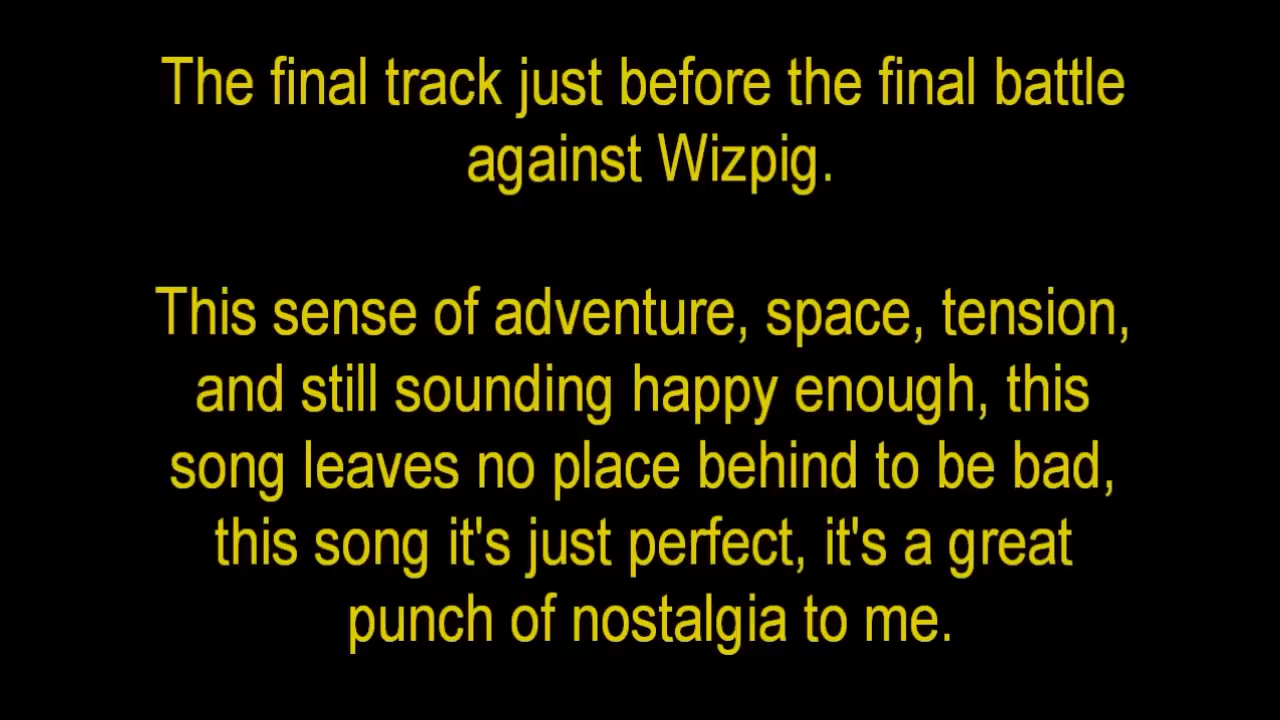 The final track just before the final battle
against Wizpig.
This sense of adventure, space, tension,
and still sounding happy enough, this
song leaves no place behind to be bad,
this song it's just perfect, it's a great
punch of nostalgia to me.